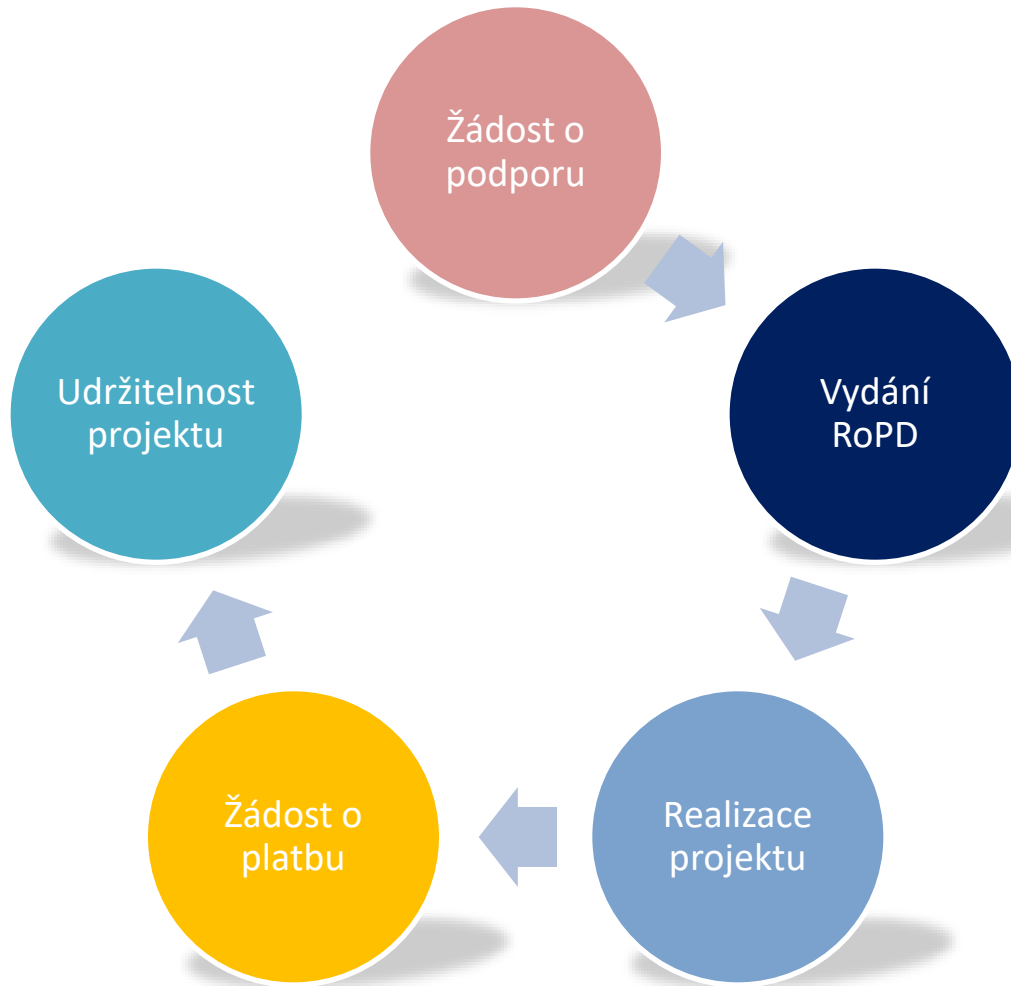 Žádost o
podporu
Vydání
RoPD
Realizace
projektu
Žádost o
platbu
Udržitelnost
projektu